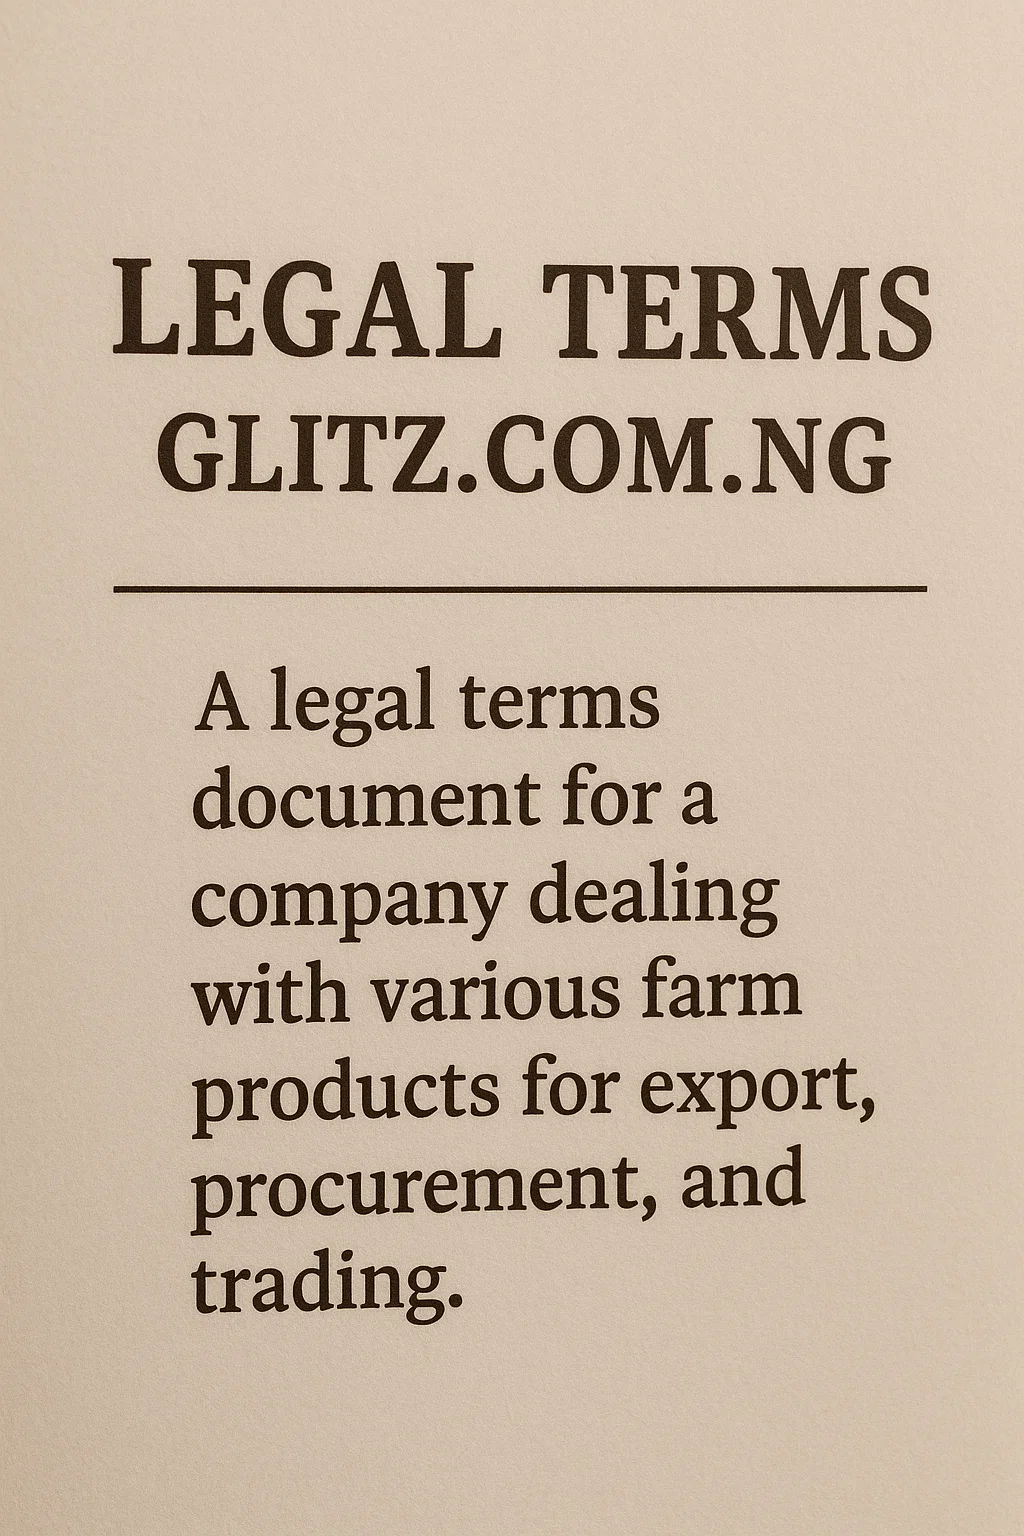 LEGAL TERMS
GLITZ.COM.NG
A legal terms
document for a
company dealing
with various farm
products for export,
procurement, and
trading.